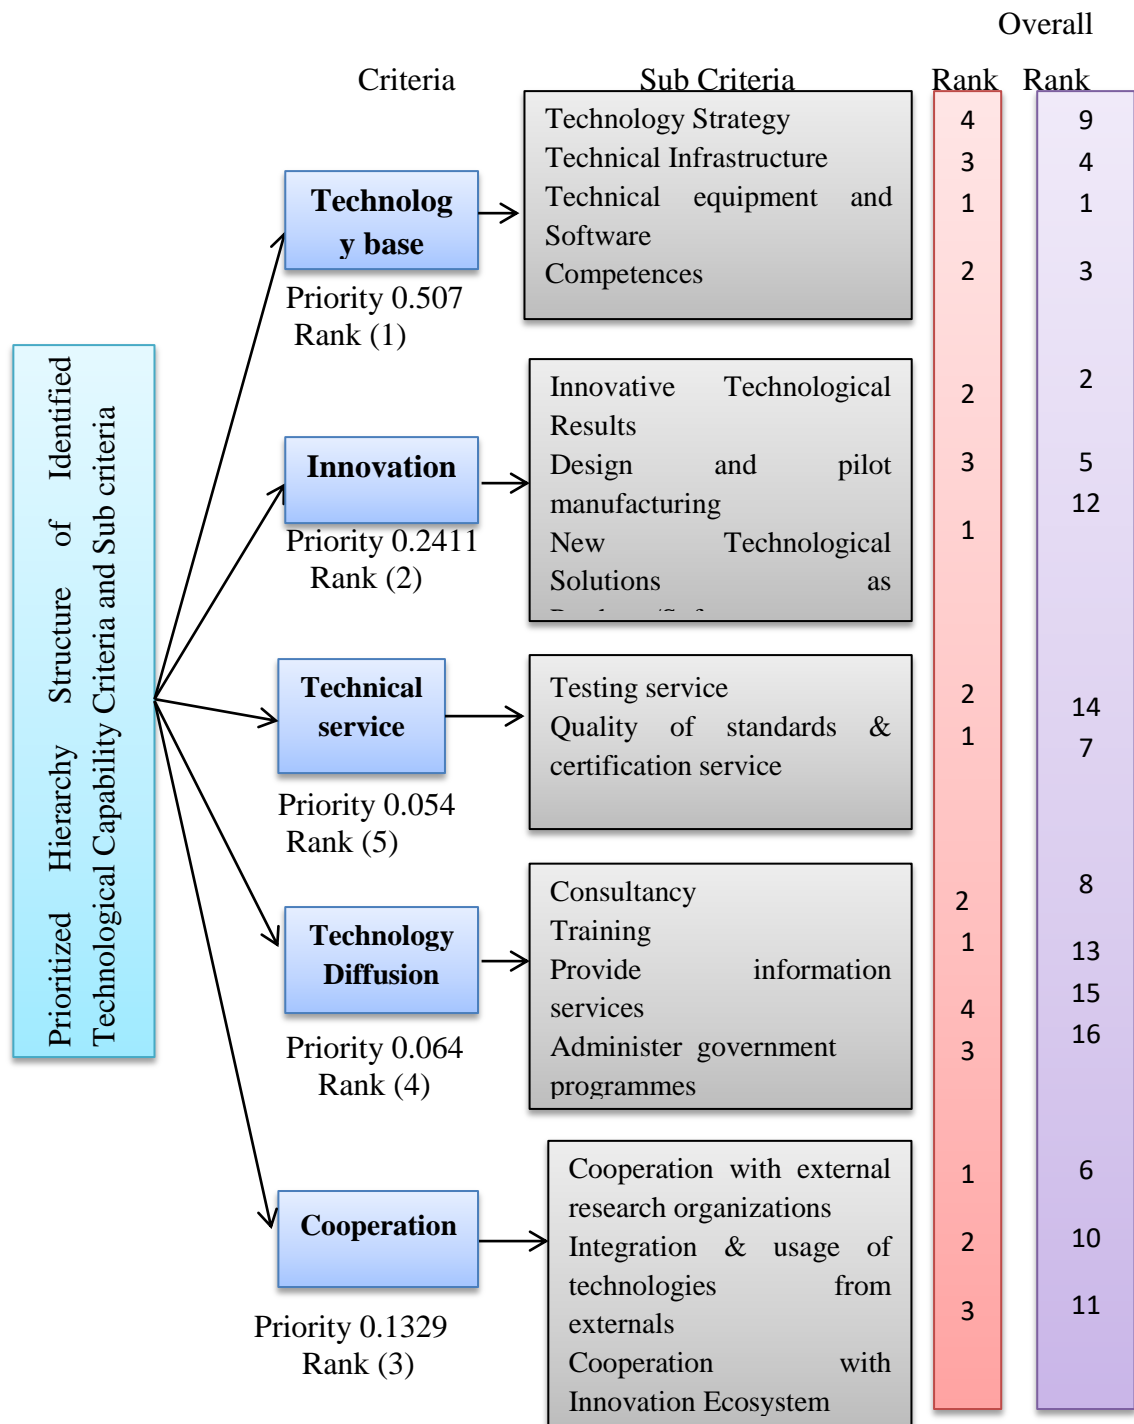 Overall
Criteria Sub Criteria Rank Rank
Prioritized Hierarchy Structure of Identified
Technological Capability Criteria and Sub criteria
Technolog
y base
Priority 0.507
Rank (1)
Technology Strategy
Technical Infrastructure
Technical equipment and
Software
Competences
4
3
1
2
9
4
1
3
Innovation
Priority 0.2411
Rank (2)
Innovative Technological
Results
Design and pilot
manufacturing
New Technological
Solutions as
2
3
1
2
5
12
Technical
service
Priority 0.054
Rank (5)
Testing service
Quality of standards &
certification service
2
1
14
7
Technology
Diffusion
Priority 0.064
Rank (4)
Consultancy
Training
Provide information
services
Administer government
programmes
2
1
4
3
8
13
15
16
Cooperation
Priority 0.1329
Rank (3)
Cooperation with external
research organizations
Integration & usage of
technologies from
externals
Cooperation with
Innovation Ecosystem
1
2
3
6
10
11